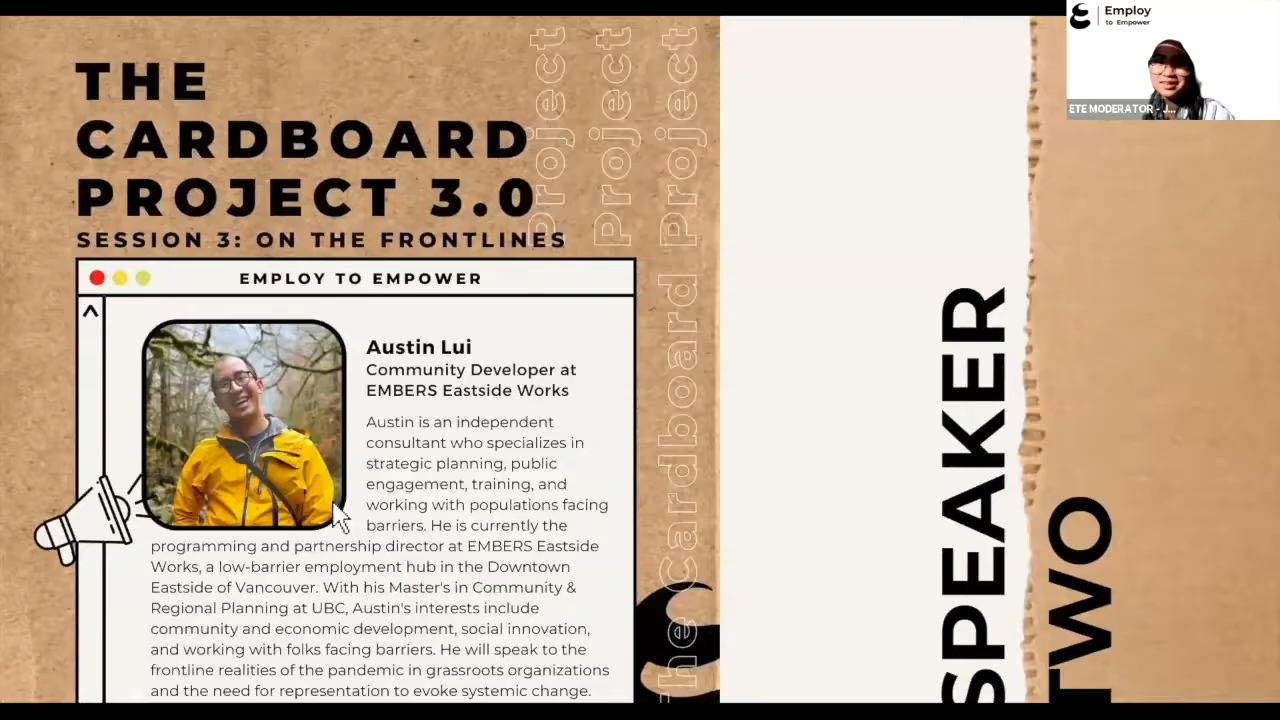 THE
CARDBOARD
PROJECT 3.0
SESSION 3: ON THE FRONTLINES
EMPLOY TO EMPOWER
Austin Lui
Community Developer at
EMBERS Eastside Works
Austin is an independent
consultant who specializes in
strategic planning, public
engagement, training, and
working with populations facing
barriers. He is currently the
programming and partnership director at EMBERS Eastside
Works, a low-barrier employment hub in the Downtown
Eastside of Vancouver. With his Master's in Community &
Regional Planning at UBC, Austin's interests include
community and economic development, social innovation,
and working with folks facing barriers. He will speak to the
frontline realities of the pandemic in grassroots organizations
and the need for representation to evoke systemic change.
Project
Project
The Cardboard Project
SPEAKER
TWO
Employ
to Empower
ETE MODERATOR - J...